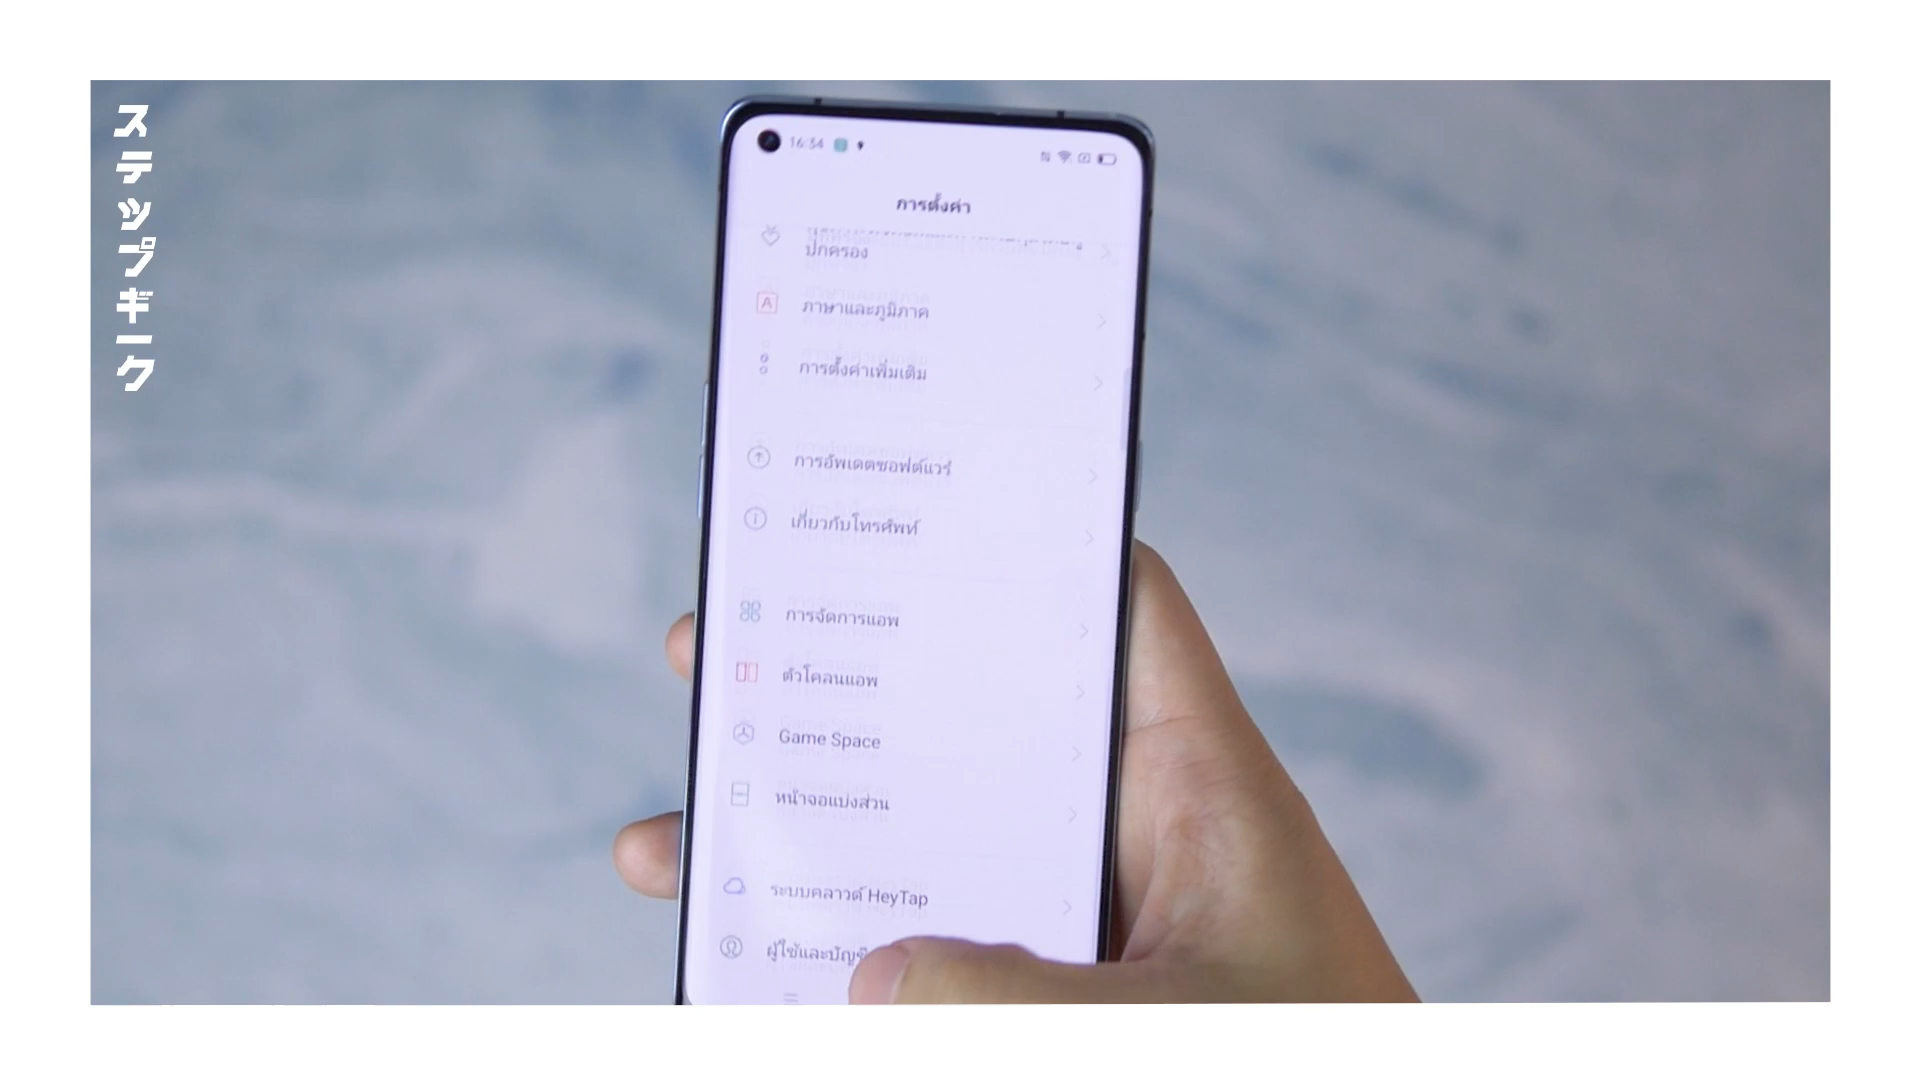 ステップギーク
16:54
การตั้งค่า
ปกครอง
ภาษาและภูมิภาค
การตั้งค่าเพิ่มเติม
การอัพเดตซอฟต์แวร์
เกี่ยวกับโทรศัพท์
การจัดการแอพ
ตัวโคลนแอพ
Game Space
หน้าจอแบ่งส่วน
ระบบคลาวด์ HeyTap
ผู้ใช้และบัญชี